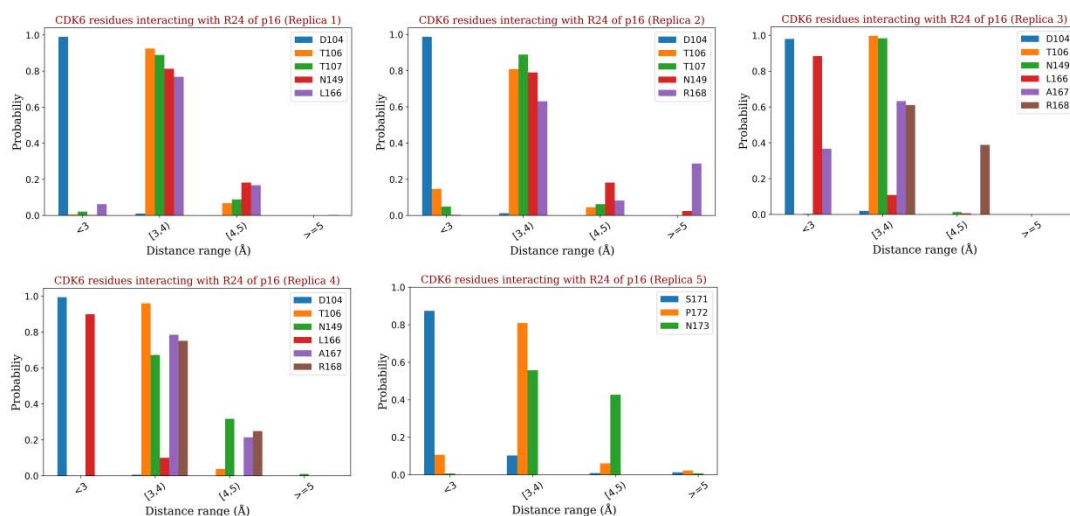 CDK6 residues interacting with R24 of p16 (Replica 1)
Probabiliy
1.0
0.8
0.6
0.4
0.2
0.0
D104
T106
T107
N149
L166
<3
[3,4)
[4,5)
>=5
Distance range (Å)
CDK6 residues interacting with R24 of p16 (Replica 2)
Probabiliy
1.0
0.8
0.6
0.4
0.2
0.0
D104
T106
T107
N149
R168
<3
[3,4)
[4,5)
>=5
Distance range (Å)
CDK6 residues interacting with R24 of p16 (Replica 3)
Probabiliy
1.0
0.8
0.6
0.4
0.2
0.0
D104
T106
N149
L166
A167
R168
<3
[3,4)
[4,5)
>=5
Distance range (Å)
CDK6 residues interacting with R24 of p16 (Replica 4)
Probabiliy
1.0
0.8
0.6
0.4
0.2
0.0
D104
T106
N149
L166
A167
R168
<3
[3,4)
[4,5)
>=5
Distance range (Å)
CDK6 residues interacting with R24 of p16 (Replica 5)
Probabiliy
1.0
0.8
0.6
0.4
0.2
0.0
S171
P172
N173
<3
[3,4)
[4,5)
>=5
Distance range (Å)